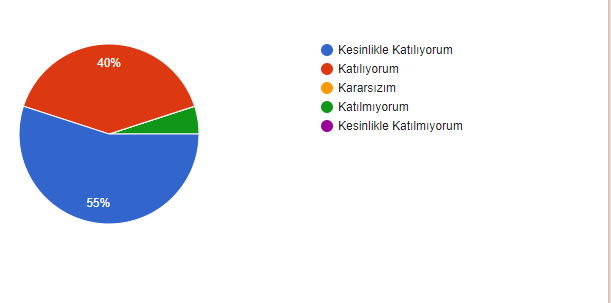 40%
55%
Kesinlikle Katılıyorum
Katılıyorum
Kararsızım
Katılmıyorum
Kesinlikle Katılmıyorum